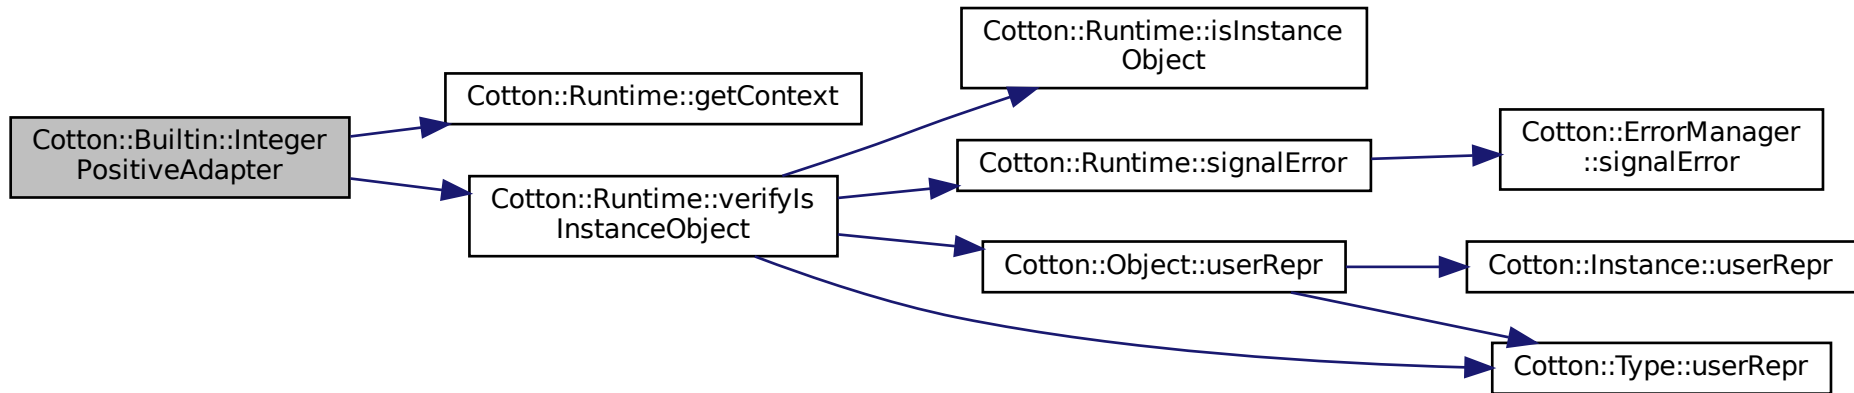 Cotton::Builtin::Integer
PositiveAdapter
Cotton::Runtime::getContext
Cotton::Runtime::verifyIs
InstanceObject
Cotton::Runtime::isInstance
Object
Cotton::Runtime::signalError
Cotton::ErrorManager
::signalError
Cotton::Object::userRepr
Cotton::Instance::userRepr
Cotton::Type::userRepr